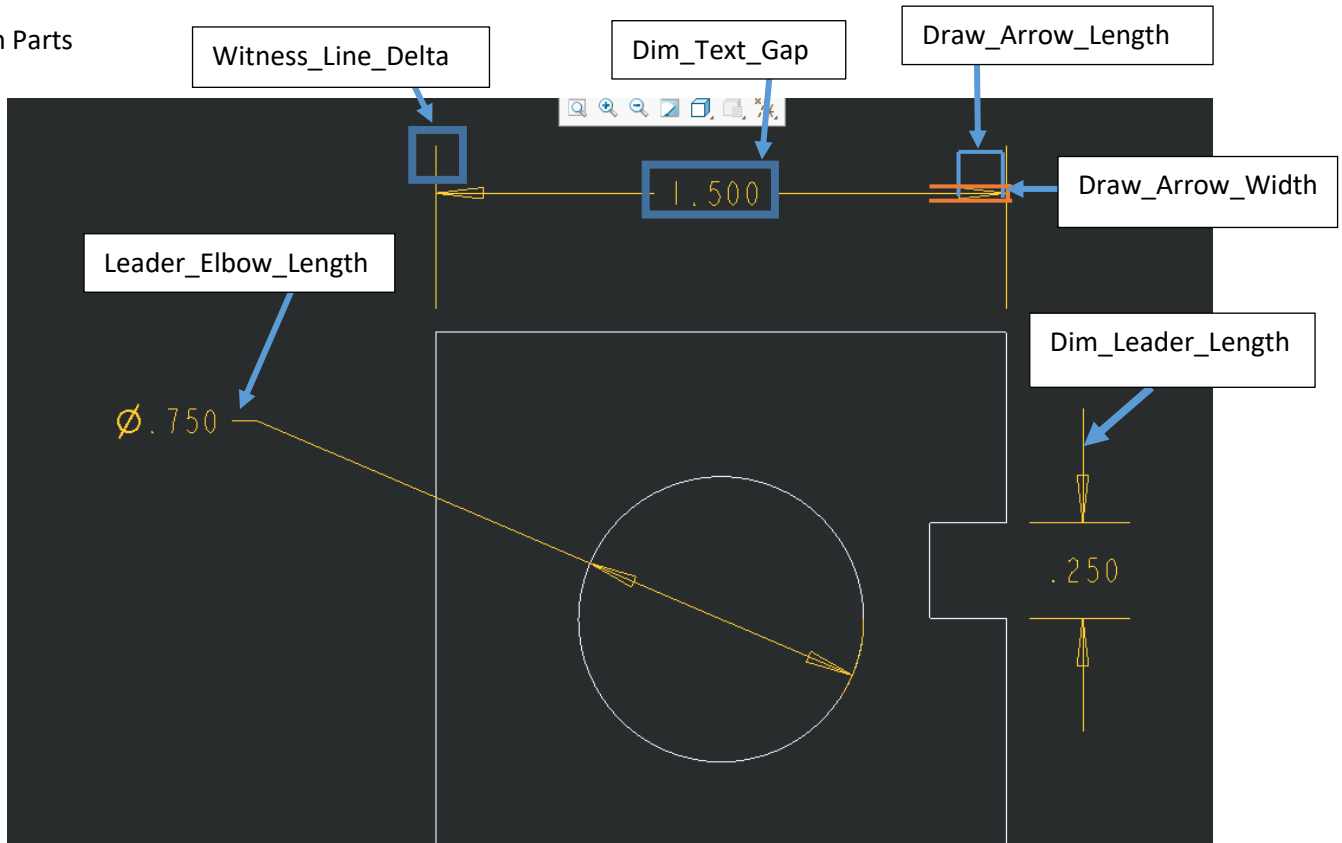 Parts
Witness_Line_Delta
Dim_Text_Gap
Draw_Arrow_Length
1.500
Draw_Arrow_Width
Leader_Elbow_Length
Dim_Leader_Length
Ø.750
.250